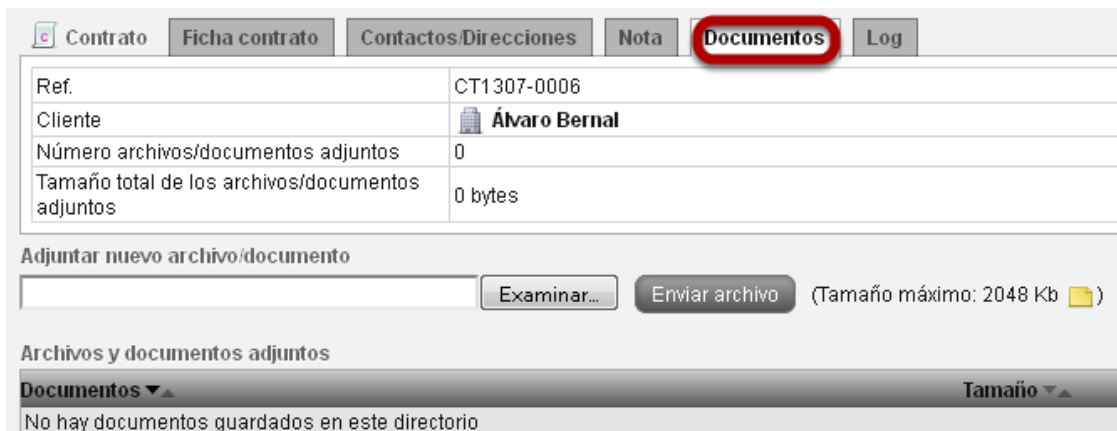 c Contrato Ficha contrato Contactos/Direcciones Nota Documentos Log
Ref. CT1307-0006
Cliente Álvaro Bernal
Número archivos/documentos adjuntos 0
Tamaño total de los archivos/documentos
adjuntos 0 bytes
Adjuntar nuevo archivo/documento
Examinar... Enviar archivo (Tamaño máximo: 2048 Kb )
Archivos y documentos adjuntos
Documentos Tamaño
No hay documentos guardados en este directorio